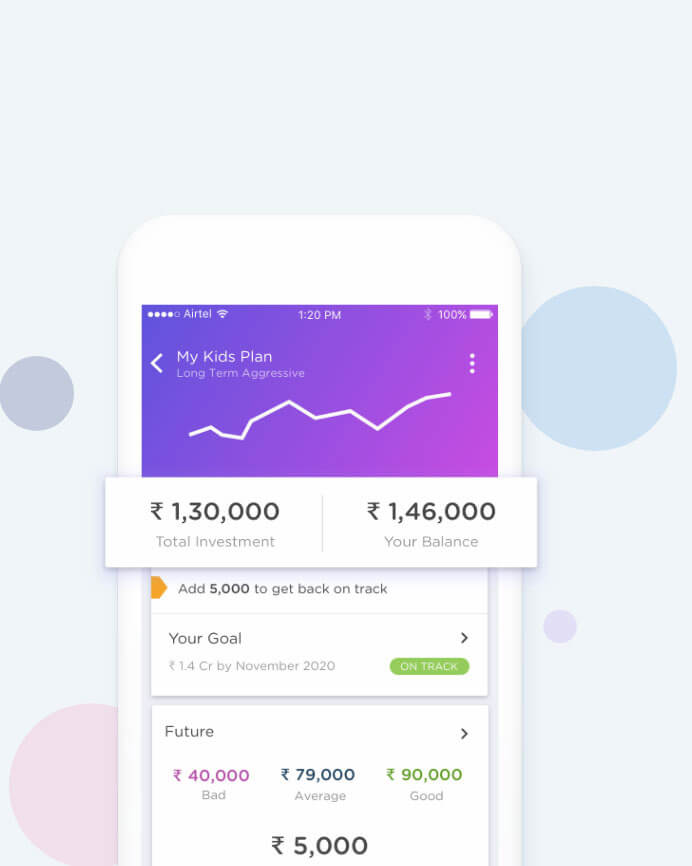 Airtel 1:20 PM 100%
My Kids Plan
Long Term Aggressive
₹ 1,30,000 ₹ 1,46,000
Total Investment Your Balance
Add 5,000 to get back on track
Your Goal
₹ 1.4 Cr by November 2020 ON TRACK
Future
₹ 40,000 ₹ 79,000 ₹ 90,000
Bad Average Good
₹ 5,000